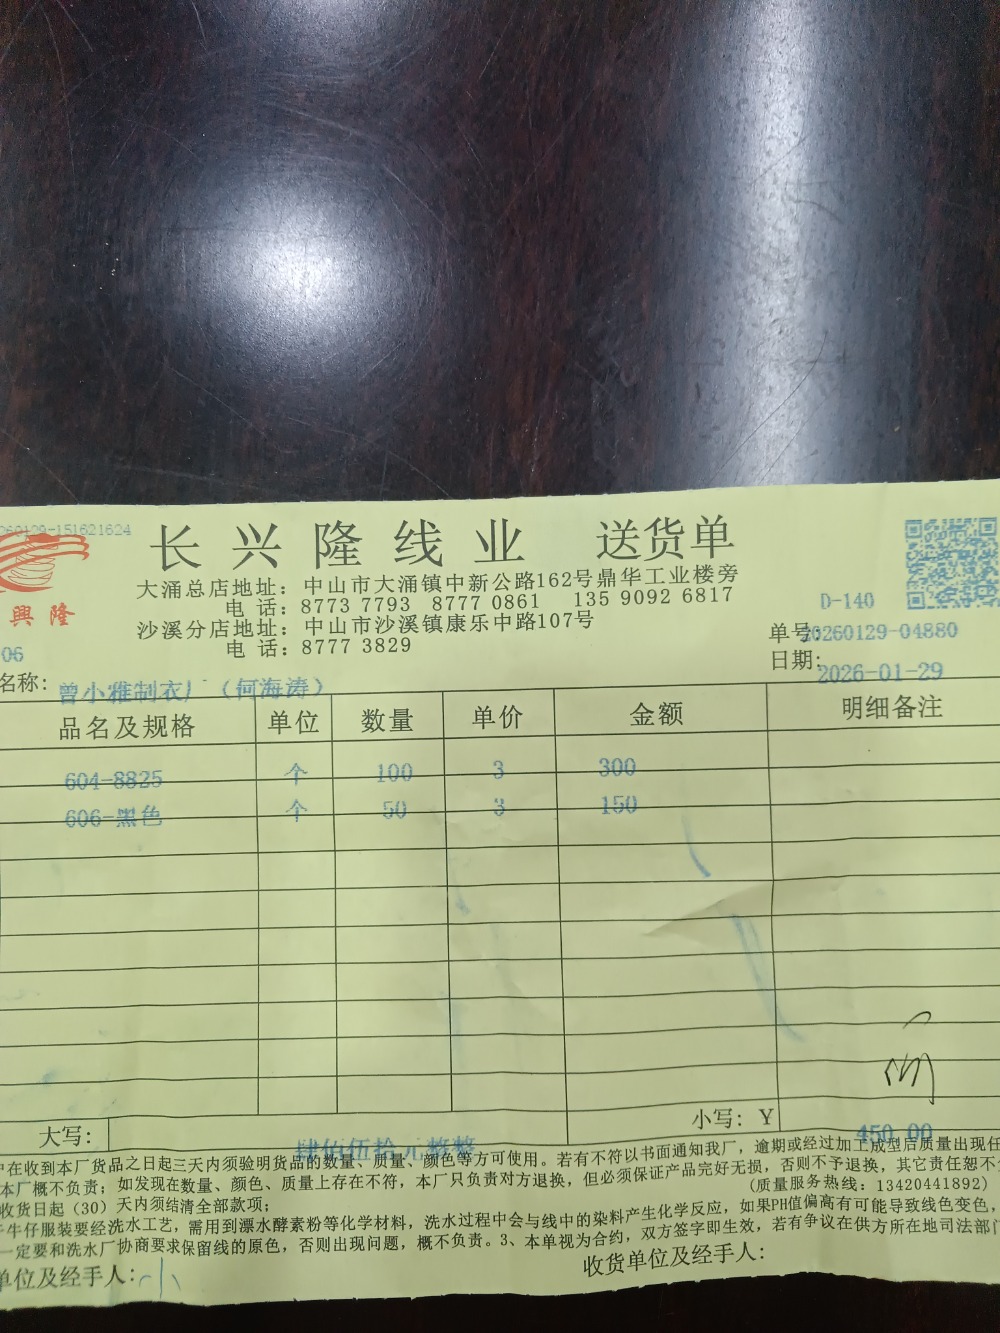 260129-151621624
長興隆
长兴隆线业 送货单
大涌总店地址：中山市大涌镇中新公路162号鼎华工业楼旁
电 话：8773 7793 8777 0861 135 9092 6817
D-140
沙溪分店地址：中山市沙溪镇康乐中路107号
单号：20260129-04880
电 话：8777 3829
06
日期：2026-01-29
名称：曾小雅制衣厂（何海涛）
品名及规格 单位 数量 单价 金额 明细备注
604-8825 个 100 3 300
606-黑色 个 50 3 150
大写：肆佰伍拾元整整 小写：Y 450.00
在收到本厂货品之日起三天内须验明货品的数量、质量、颜色等方可使用。若有不符以书面通知我厂，逾期或经过加工成型后质量出现任
本厂概不负责；如发现在数量、颜色、质量上存在不符，本厂只负责对方退换，但必须保证产品完好无损，否则不予退换，其它责任恕不
收货日起（30）天内须结清全部款项；
(质量服务热线：13420441892)
牛仔服装要经洗水工艺，需用到漂水酵素粉等化学材料，洗水过程中会与线中的染料产生化学反应，如果PH值偏高有可能导致线色变色，
一定要和洗水厂协商要求保留线的原色，否则出现问题，概不负责。3、本单视为合约，双方签字即生效，若有争议在供方所在地司法部门
单位及经手人： 收货单位及经手人：